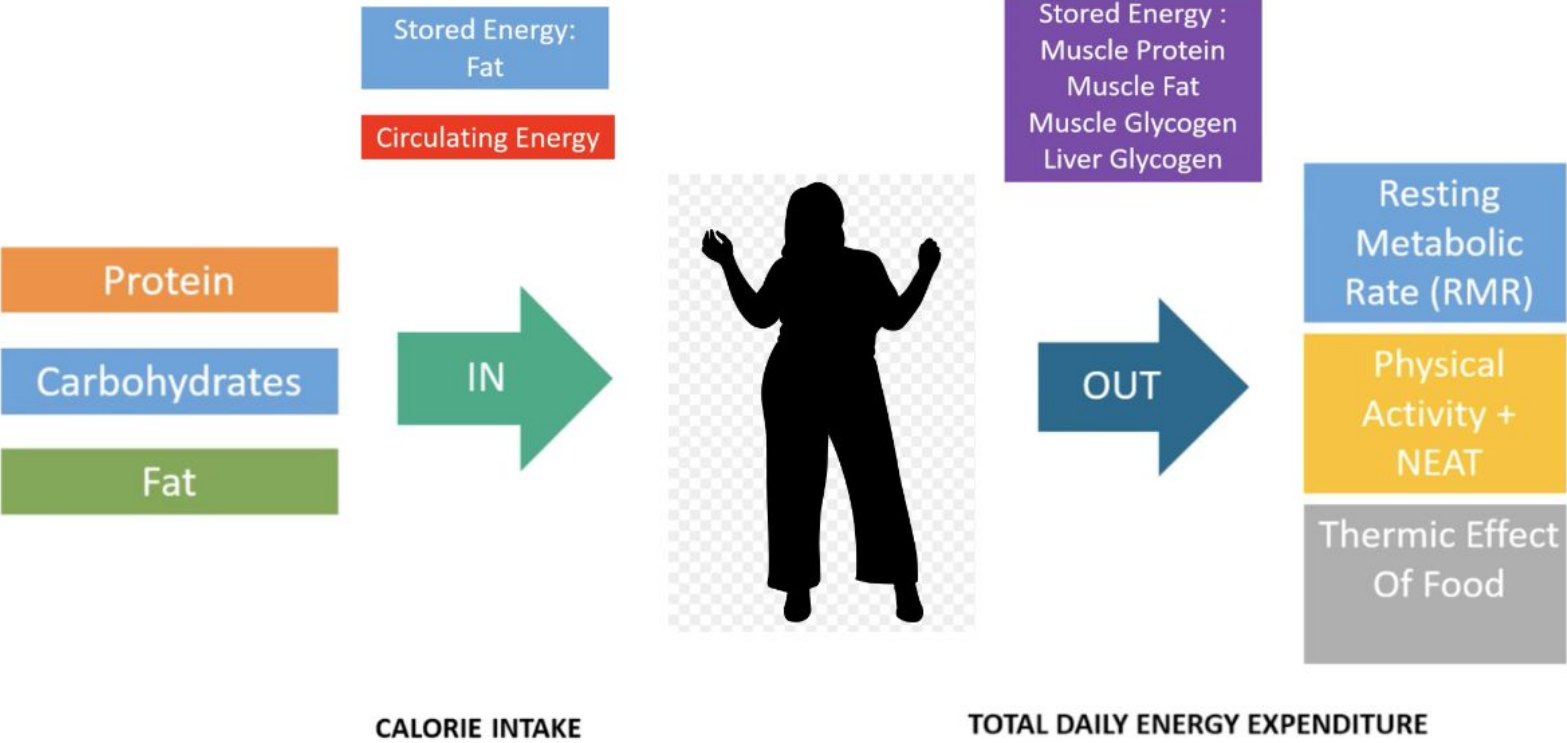 Stored Energy:
Fat
Circulating Energy
Stored Energy :
Muscle Protein
Muscle Fat
Muscle Glycogen
Liver Glycogen
Protein
Carbohydrates
Fat
IN
OUT
Resting
Metabolic
Rate (RMR)
Physical
Activity +
NEAT
Thermic Effect
Of Food
CALORIE INTAKE
TOTAL DAILY ENERGY EXPENDITURE